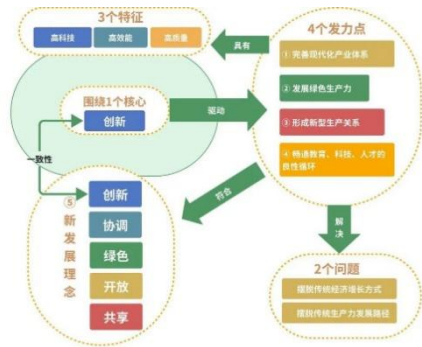 3个特征
高科技 高效能 高质量
4个发力点
具有
①完善现代化产业体系
②发展绿色生产力
③形成新型生产关系
④畅通教育、科技、人才的
良性循环
围绕1个核心
创新
驱动
一致性
⑤新发展理念
创新
协调
绿色
开放
共享
符合
解决
2个问题
摆脱传统经济增长方式
摆脱传统生产力发展路径